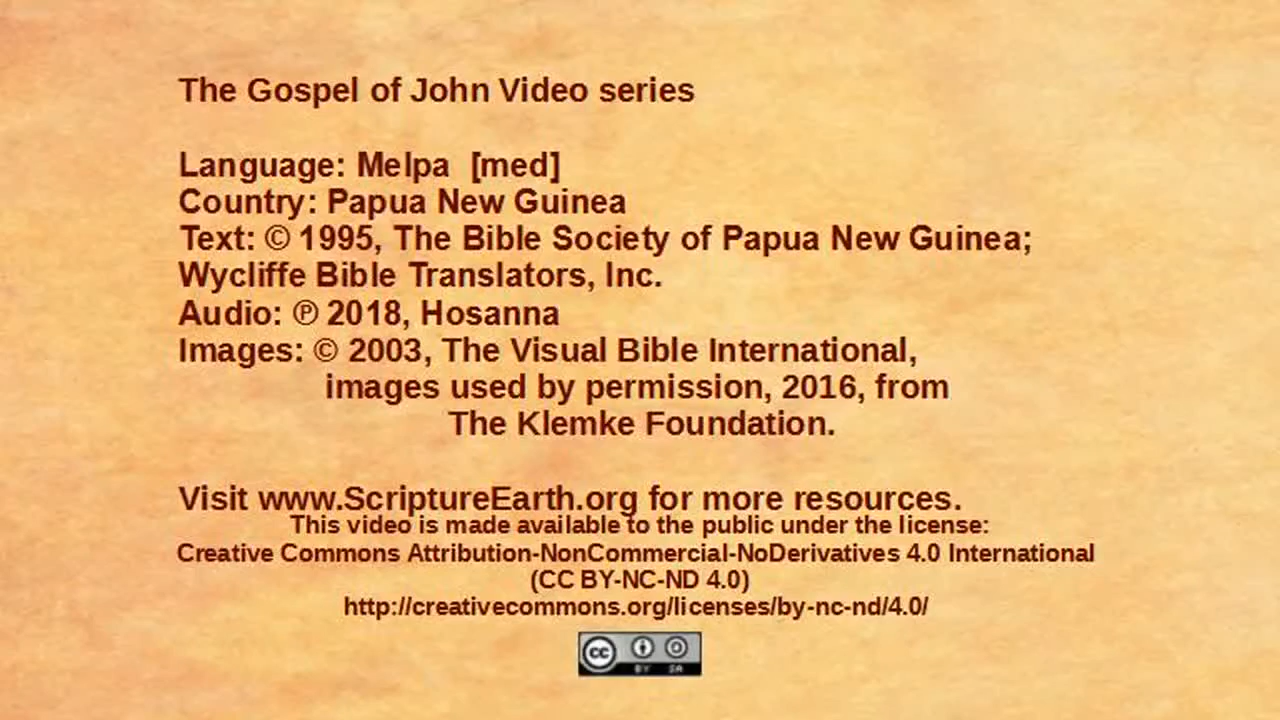 The Gospel of John Video series
Language: Melpa [med]
Country: Papua New Guinea
Text: © 1995, The Bible Society of Papua New Guinea;
Wycliffe Bible Translators, Inc.
Audio: ℗ 2018, Hosanna
Images: © 2003, The Visual Bible International,
images used by permission, 2016, from
The Klemke Foundation.
Visit www.ScriptureEarth.org for more resources.
This video is made available to the public under the license:
Creative Commons Attribution-NonCommercial-NoDerivatives 4.0 International
(CC BY-NC-ND 4.0)
http://creativecommons.org/licenses/by-nc-nd/4.0/
cc BY SA